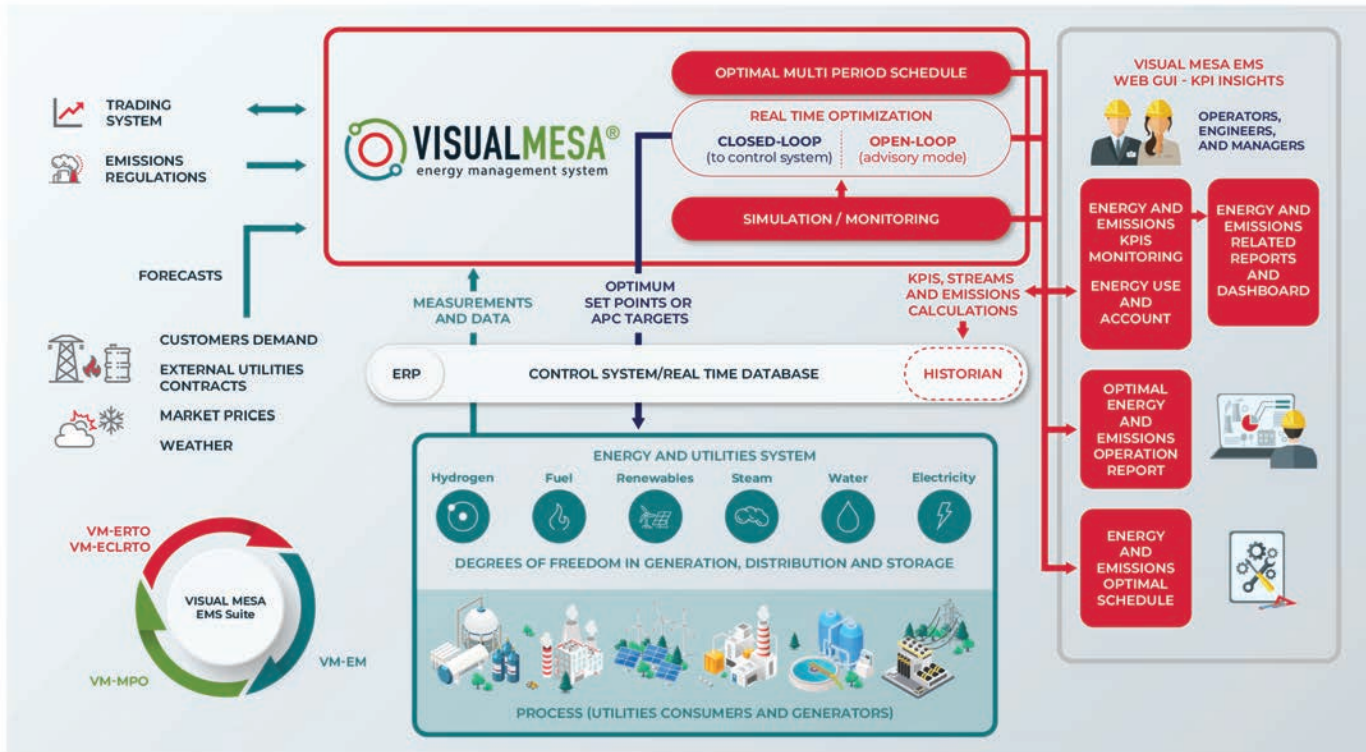 TRADING
SYSTEM
EMISSIONS
REGULATIONS
FORECASTS
CUSTOMERS DEMAND
EXTERNAL UTILITIES
CONTRACTS
MARKET PRICES
WEATHER
VISUALMESA®
energy management system
OPTIMAL MULTI PERIOD SCHEDULE
REAL TIME OPTIMIZATION
CLOSED-LOOP
(to control system)
OPEN-LOOP
(advisory mode)
SIMULATION / MONITORING
MEASUREMENTS
AND DATA
OPTIMUM
SET POINTS OR
APC TARGETS
KPIS, STREAMS
AND EMISSIONS
CALCULATIONS
ERP
CONTROL SYSTEM/REAL TIME DATABASE
HISTORIAN
ENERGY AND UTILITIES SYSTEM
Hydrogen
Fuel
Renewables
Steam
Water
Electricity
DEGREES OF FREEDOM IN GENERATION, DISTRIBUTION AND STORAGE
PROCESS (UTILITIES CONSUMERS AND GENERATORS)
VISUAL MESA EMS
WEB GUI - KPI INSIGHTS
OPERATORS,
ENGINEERS,
AND MANAGERS
ENERGY AND
EMISSIONS
KPIS
MONITORING
ENERGY USE
AND
ACCOUNT
ENERGY AND
EMISSIONS
RELATED
REPORTS
AND
DASHBOARD
OPTIMAL
ENERGY
AND
EMISSIONS
OPERATION
REPORT
ENERGY
AND
EMISSIONS
OPTIMAL
SCHEDULE
VM-ERTO
VM-ECLRTO
VISUAL MESA
EMS Suite
VM-MPO
VM-EM